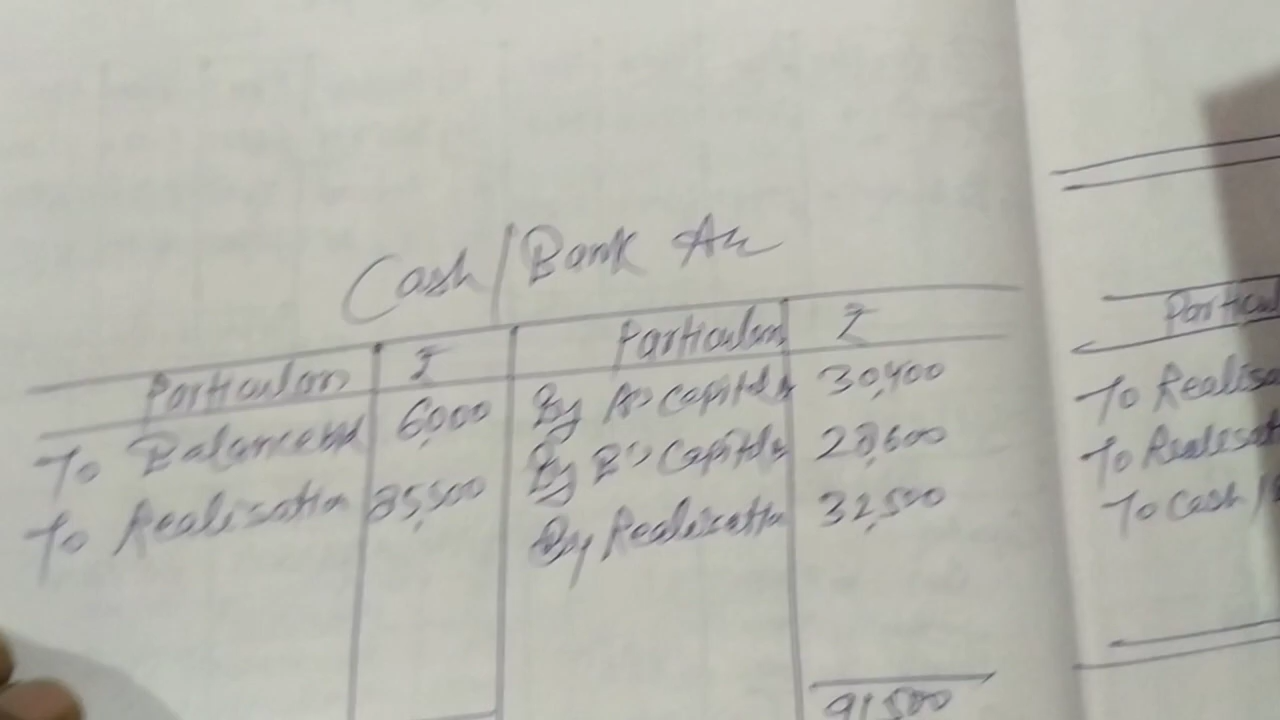 Cash/Bank A/c
Particulars ₹ Particulars ₹
To Balance b/d 6,000 By A's Capital 30,400
To Realisation 85,500 By B's Capital 28,600
By Realisation 32,500
91,500
To Realisa
To Realisat
To Cash/